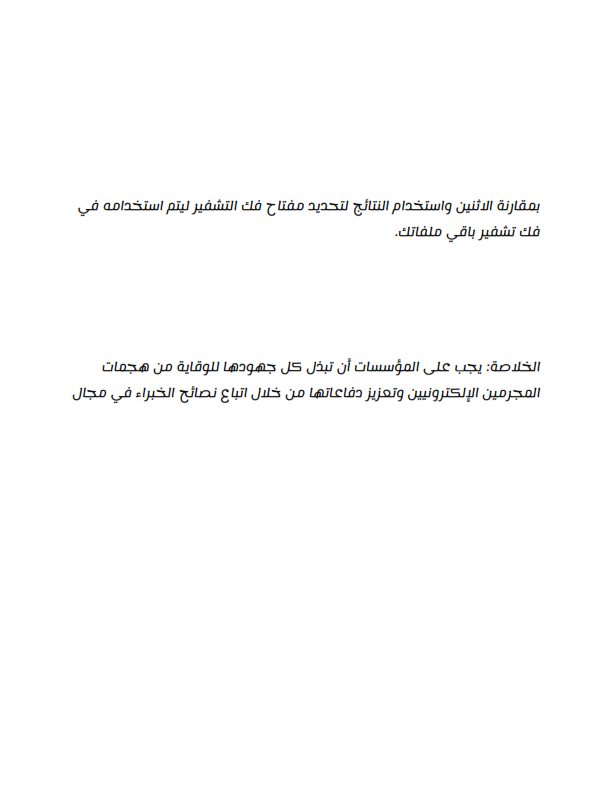 بمقارنة الاثنين واستخدام النتائج لتحديد مفتاح فك التشفير ليتم استخدامه في
فك تشفير باقي ملفاتك.
الخلاصة: يجب على المؤسسات أن تبذل كل جهودها للوقاية من هجمات
المجرمين الإلكترونيين وتعزيز دفاعاتها من خلال اتباع نصائح الخبراء في مجال